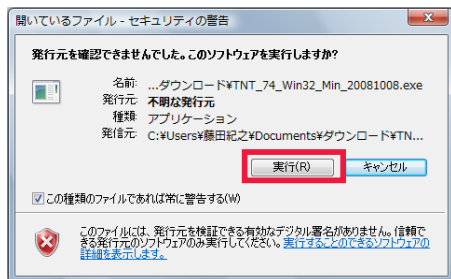 開いているファイル - セキュリティの警告
発行元を確認できませんでした。このソフトウェアを実行しますか?
名前: ...ダウンロード¥TNT_74_Win32_Min_20081008.exe
発行元: 不明な発行元
種類: アプリケーション
発信元: C:¥Users¥藤田紀之¥Documents¥ダウンロード¥TN...
実行(R) キャンセル
この種類のファイルであれば常に警告する(W)
このファイルには、発行元を検証できる有効なデジタル署名がありません。信頼で
きる発行元のソフトウェアのみ実行してください。実行することのできるソフトウェアの
詳細を表示します。